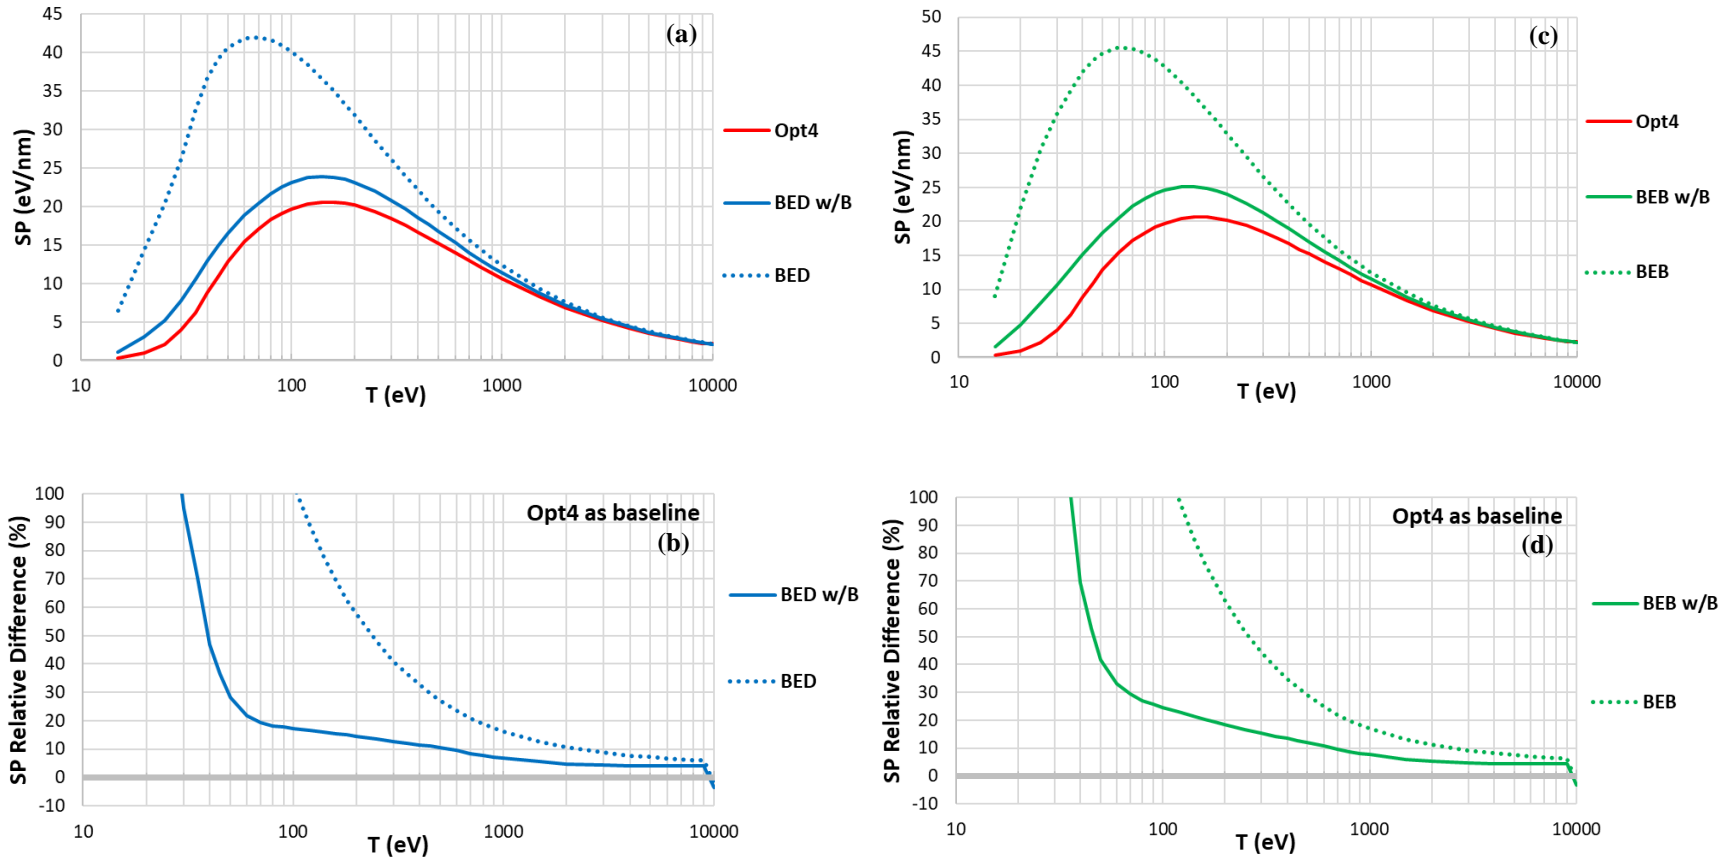 45
40
35
30
25
20
15
10
5
0
SP (eV/nm)
10
100
1000
10000
T (eV)
(a)
Opt4
BED w/B
BED
50
45
40
35
30
25
20
15
10
5
0
SP (eV/nm)
10
100
1000
10000
T (eV)
(c)
Opt4
BEB w/B
BEB
100
90
80
70
60
50
40
30
20
10
0
-10
SP Relative Difference (%)
10
100
1000
10000
T (eV)
Opt4 as baseline
(b)
BED w/B
BED
100
90
80
70
60
50
40
30
20
10
0
-10
SP Relative Difference (%)
10
100
1000
10000
T (eV)
Opt4 as baseline
(d)
BEB w/B
BEB